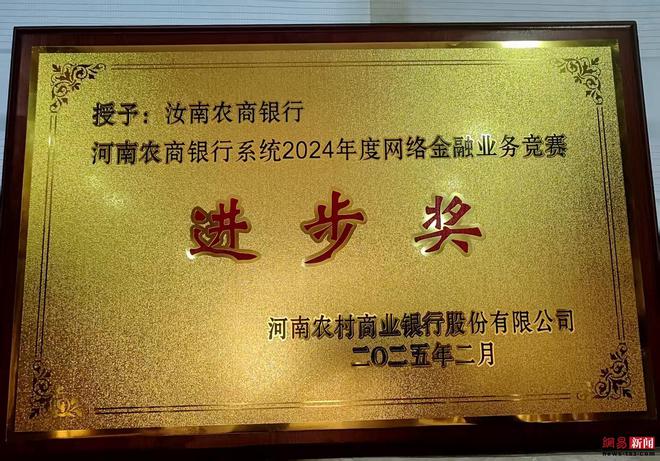 授予：汝南农商银行
河南农商银行系统2024年度网络金融业务竞赛
进步奖
河南农村商业银行股份有限公司
二〇二五年二月
網易 新闻